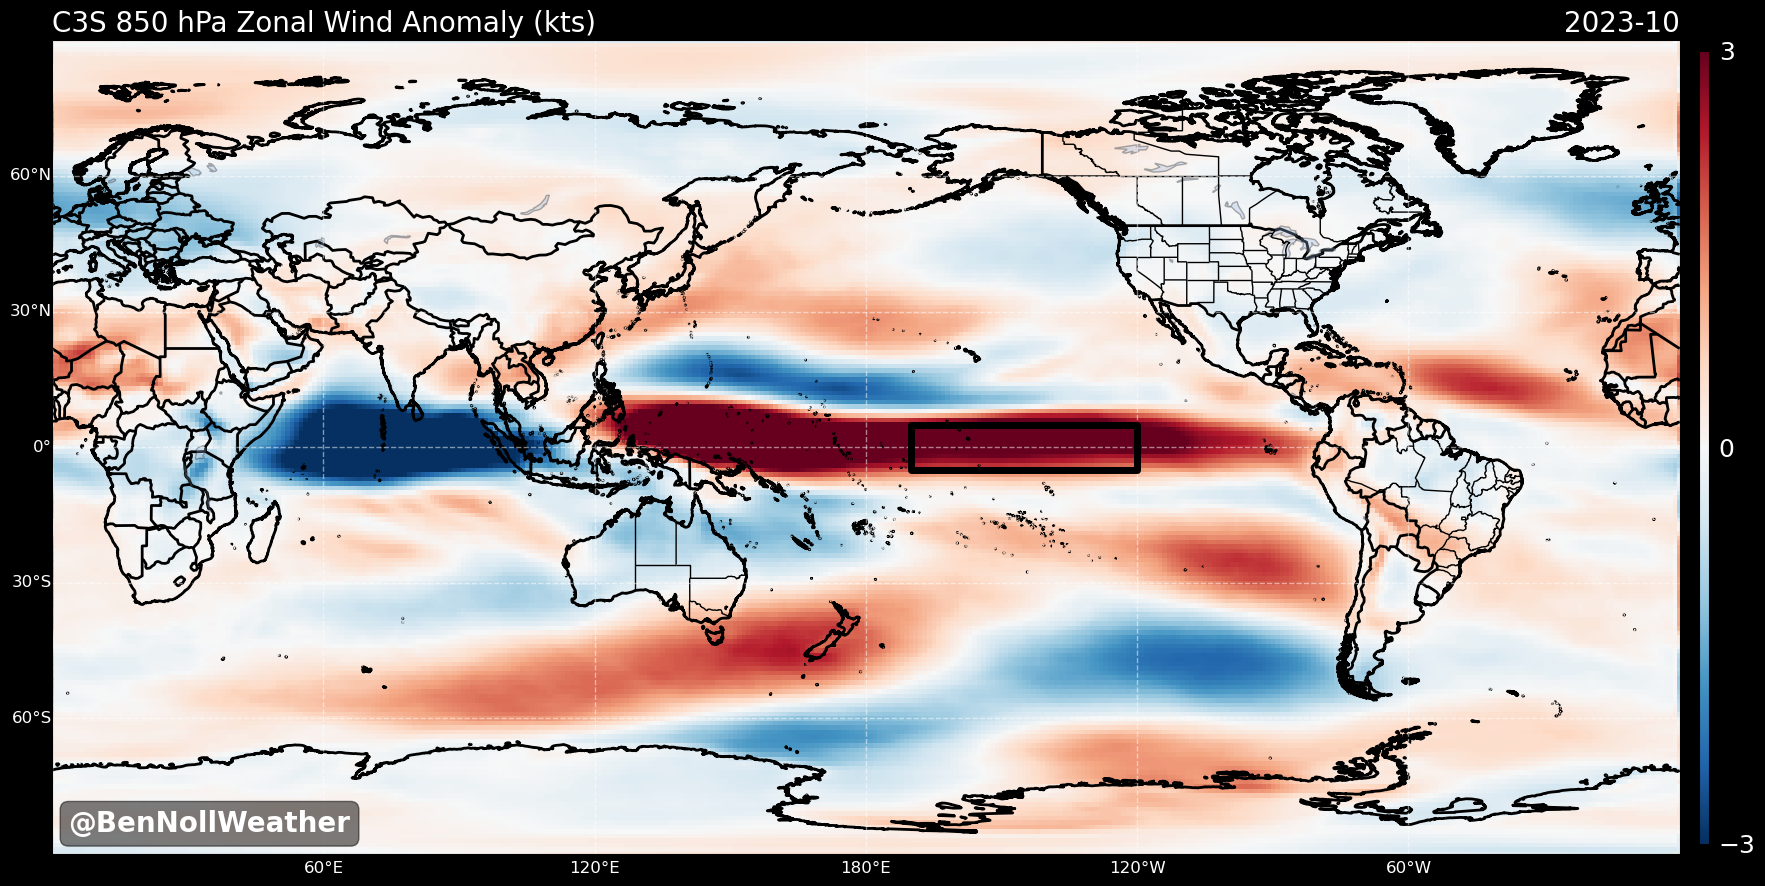 C3S 850 hPa Zonal Wind Anomaly (kts)
2023-10
3
0
−3
60°N
30°N
0°
30°S
60°S
60°E
120°E
180°E
120°W
60°W
@BenNollWeather